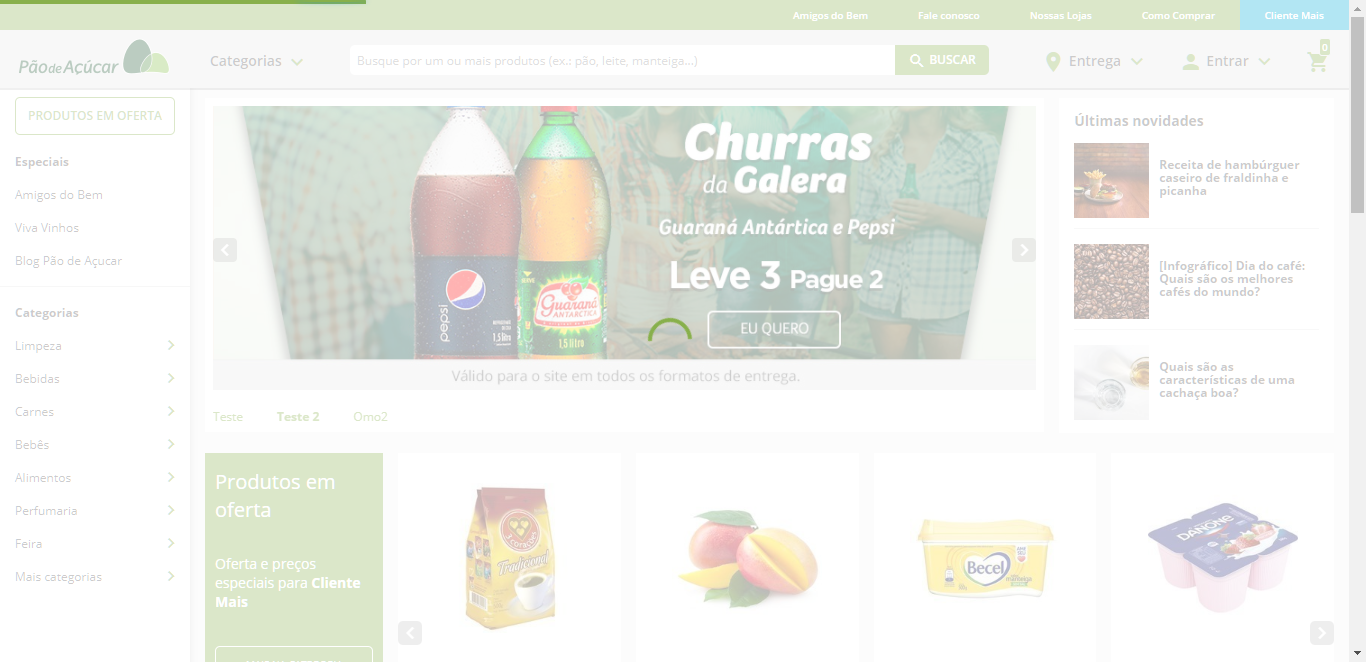 Amigos do Bem
Fale conosco
Nossas Lojas
Como Comprar
Cliente Mais
Pão de Açúcar
Categorias
Busque por um ou mais produtos (ex.: pão, leite, manteiga...)
BUSCAR
Entrega
Entrar
0
PRODUTOS EM OFERTA
Especiais
Amigos do Bem
Viva Vinhos
Blog Pão de Açucar
Categorias
Limpeza
Bebidas
Carnes
Bebês
Alimentos
Perfumaria
Feira
Mais categorias
Churras
da Galera
Guaraná Antártica e Pepsi
Leve 3 Pague 2
EU QUERO
pepsi
1,5 litro
Guaraná
ANTARCTICA
1,5 litro
Válido para o site em todos os formatos de entrega.
Teste
Teste 2
Omo2
Últimas novidades
Receita de hambúrguer
caseiro de fraldinha e
picanha
[Infográfico] Dia do café:
Quais são os melhores
cafés do mundo?
Quais são as
características de uma
cachaça boa?
Produtos em
oferta
Oferta e preços
especiais para Cliente
Mais
Tradicional
Becel
DANONE